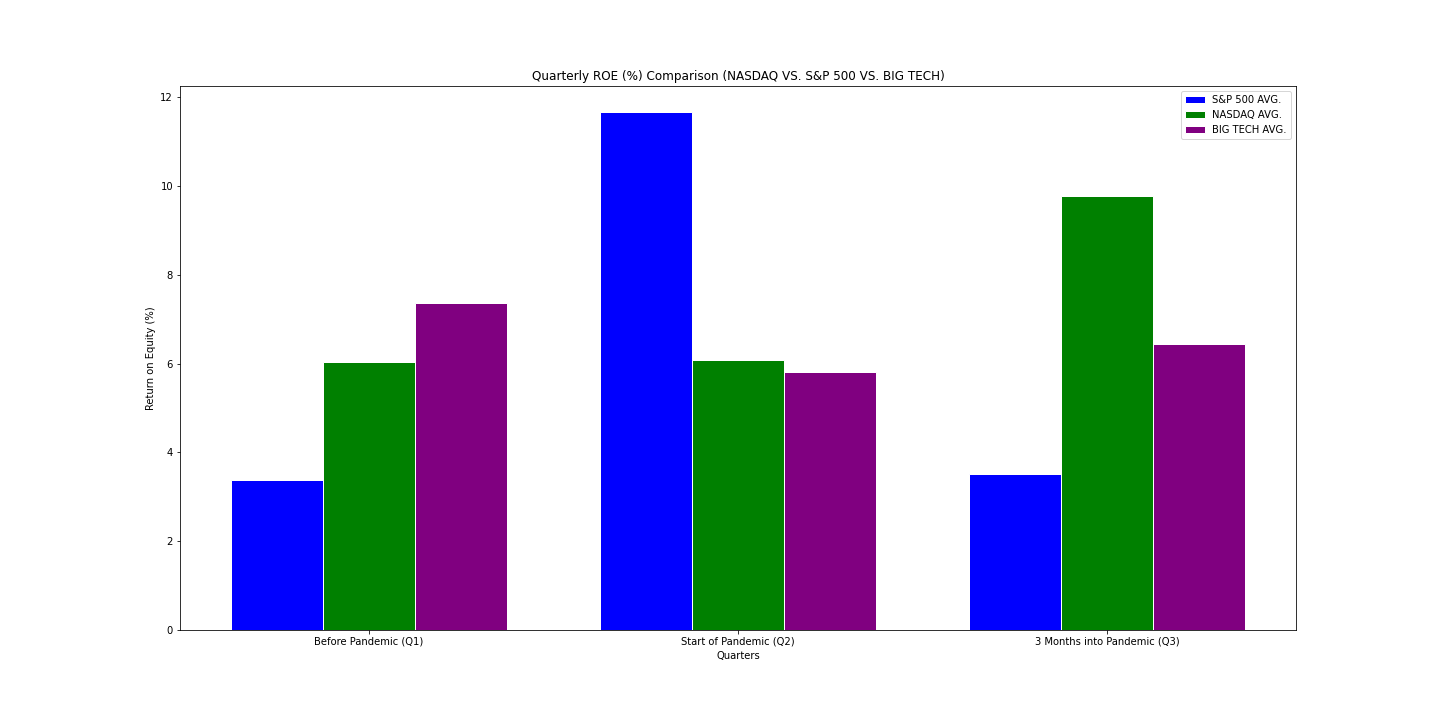 Quarterly ROE (%) Comparison (NASDAQ VS. S&P 500 VS. BIG TECH)
S&P 500 AVG.
NASDAQ AVG.
BIG TECH AVG.
Return on Equity (%)
12
10
8
6
4
2
0
Before Pandemic (Q1)
Start of Pandemic (Q2)
3 Months into Pandemic (Q3)
Quarters